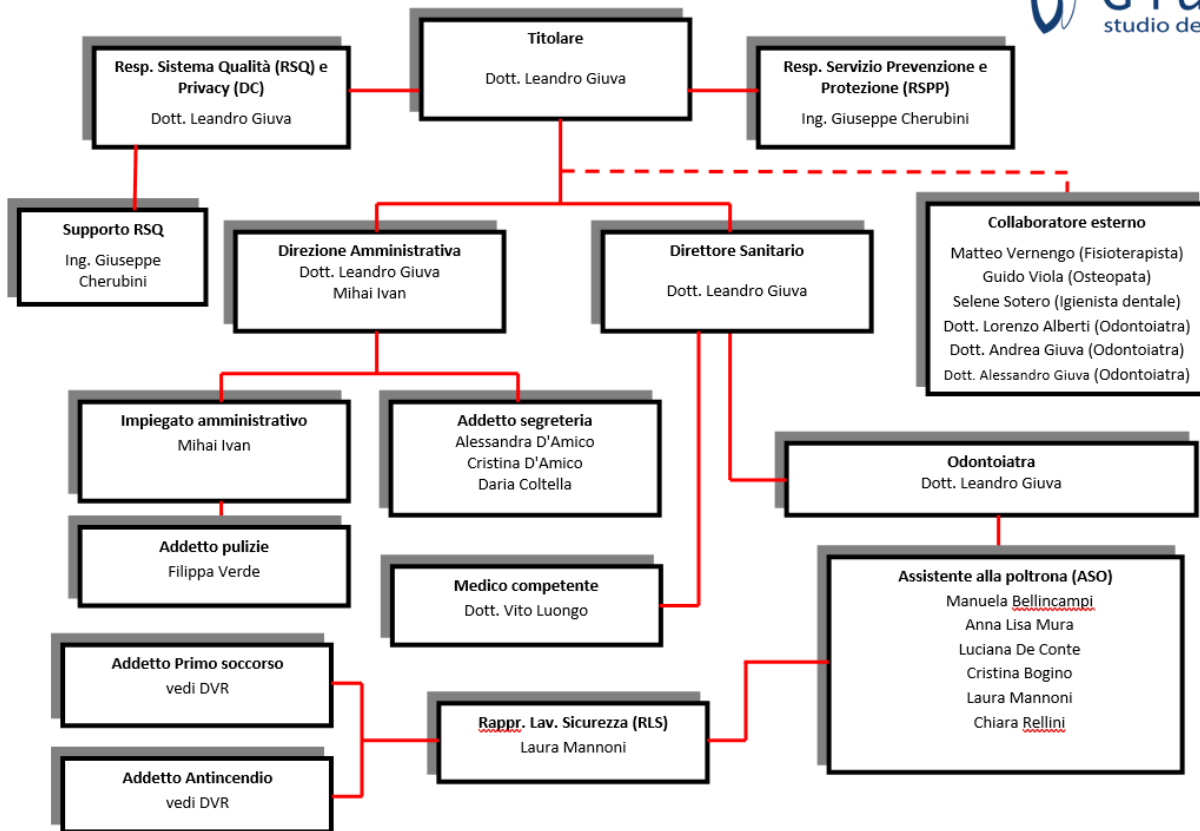 studio de
Titolare
Dott. Leandro Giuva
Resp. Sistema Qualità (RSQ) e
Privacy (DC)
Dott. Leandro Giuva
Resp. Servizio Prevenzione e
Protezione (RSPP)
Ing. Giuseppe Cherubini
Supporto RSQ
Ing. Giuseppe
Cherubini
Direzione Amministrativa
Dott. Leandro Giuva
Mihai Ivan
Direttore Sanitario
Dott. Leandro Giuva
Collaboratore esterno
Matteo Vernengo (Fisioterapista)
Guido Viola (Osteopata)
Selene Sotero (Igienista dentale)
Dott. Lorenzo Alberti (Odontoiatra)
Dott. Andrea Giuva (Odontoiatra)
Dott. Alessandro Giuva (Odontoiatra)
Impiegato amministrativo
Mihai Ivan
Addetto segreteria
Alessandra D'Amico
Cristina D'Amico
Daria Coltella
Odontoiatra
Dott. Leandro Giuva
Addetto pulizie
Filippa Verde
Medico competente
Dott. Vito Luongo
Assistente alla poltrona (ASO)
Manuela Bellincampi
Anna Lisa Mura
Luciana De Conte
Cristina Bogino
Laura Mannoni
Chiara Rellini
Addetto Primo soccorso
vedi DVR
Rappr. Lav. Sicurezza (RLS)
Laura Mannoni
Addetto Antincendio
vedi DVR